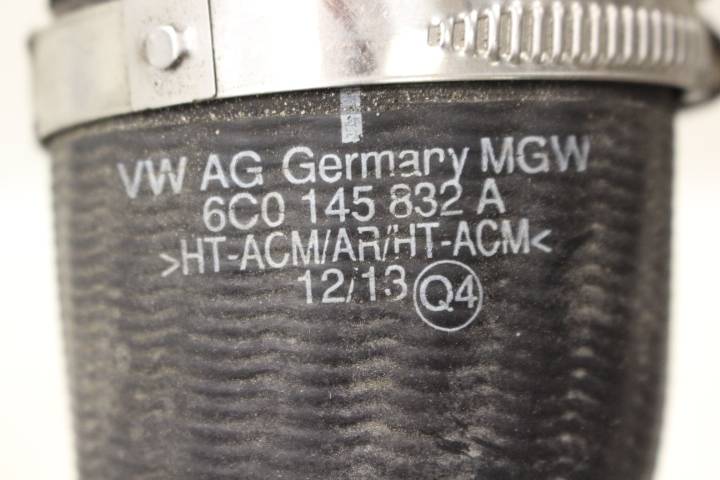 VW AG Germany MGW
6C0 145 832 A
>HT-ACM/AR/HT-ACM<
12/13 Q4